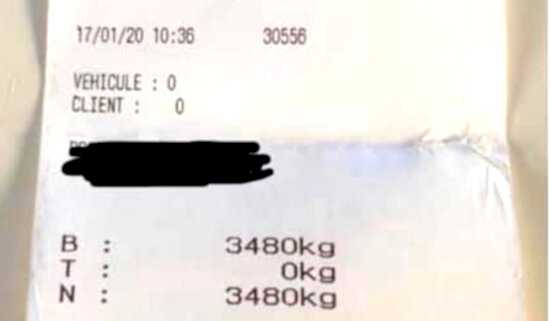 17/01/20 10:36 30556
VEHICULE : 0
CLIENT : 0
B : 3480kg
T : 0kg
N : 3480kg